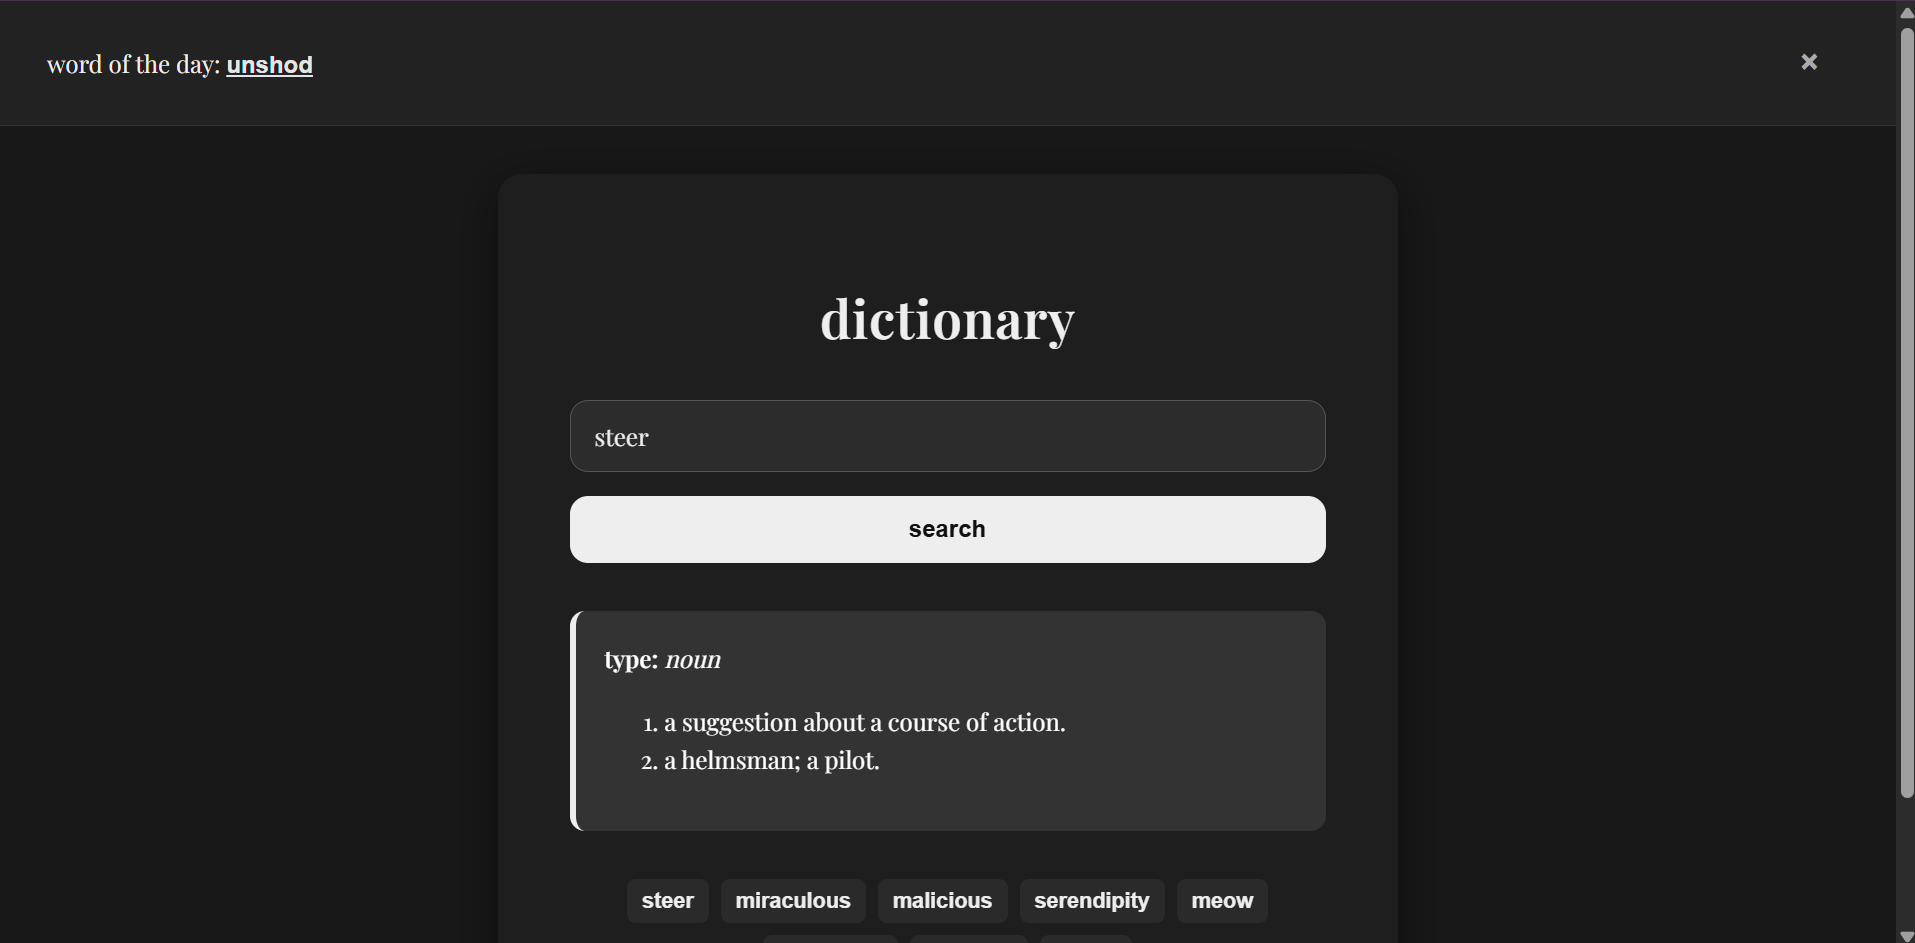 word of the day: unshod
×
dictionary
steer
search
type: noun
1. a suggestion about a course of action.
2. a helmsman; a pilot.
steer miraculous malicious serendipity meow